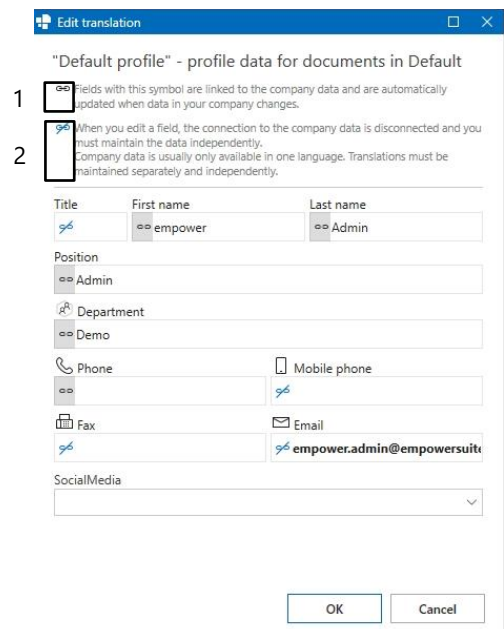 Edit translation
"Default profile" - profile data for documents in Default
1
Fields with this symbol are linked to the
company data and are automatically
updated when data in your company
changes.
2
When you edit a field, the connection to
the company data is disconnected and you
must maintain the data independently.
Company data is usually only available in
one language. Translations must be
maintained separately and independently.
Title
First name
Last name
empower
Admin
Position
Admin
Department
Demo
Phone
Mobile phone
Fax
Email
empower.admin@empowersuite
SocialMedia
OK
Cancel